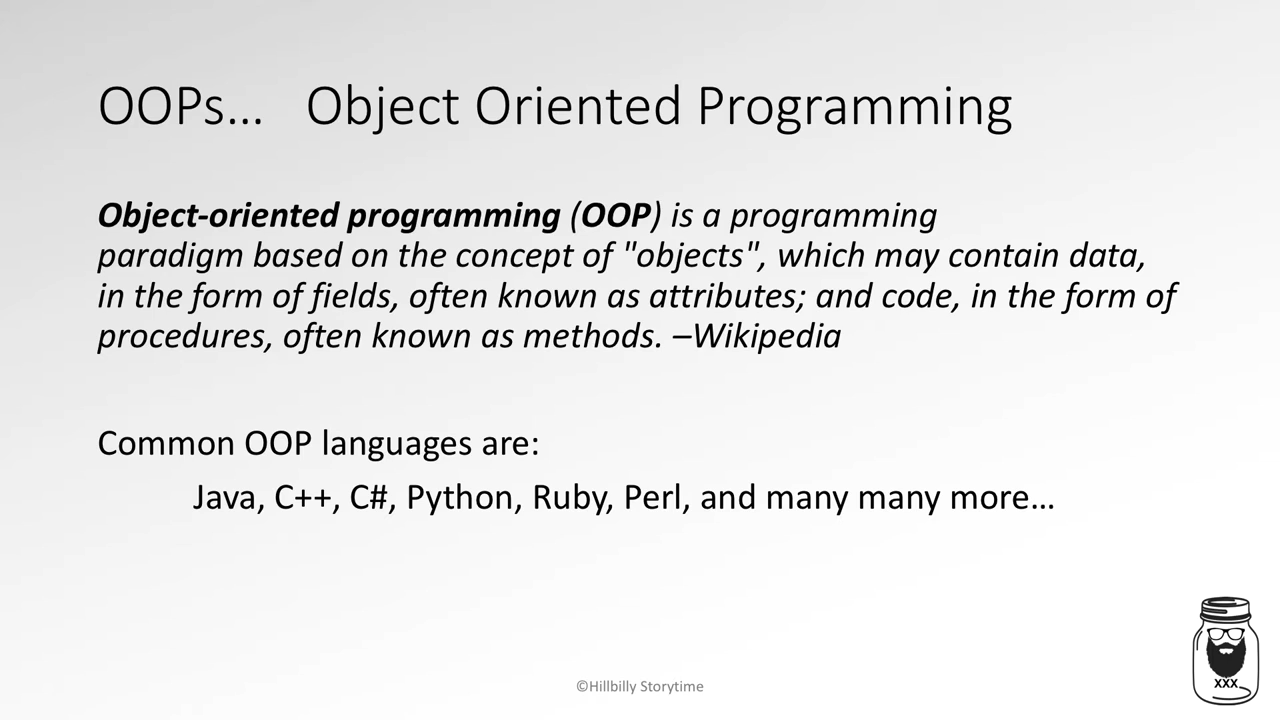 OOPs... Object Oriented Programming
Object-oriented programming (OOP) is a programming
paradigm based on the concept of "objects", which may contain data,
in the form of fields, often known as attributes; and code, in the form of
procedures, often known as methods. –Wikipedia
Common OOP languages are:
Java, C++, C#, Python, Ruby, Perl, and many many more...
XXX
©Hillbilly Storytime